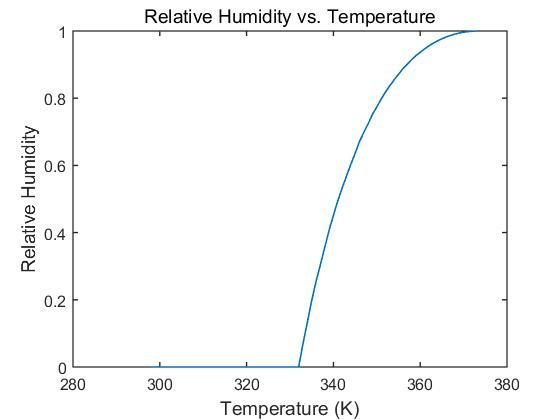 Relative Humidity vs. Temperature
1
0.8
0.6
0.4
0.2
0
Relative Humidity
280 300 320 340 360 380
Temperature (K)